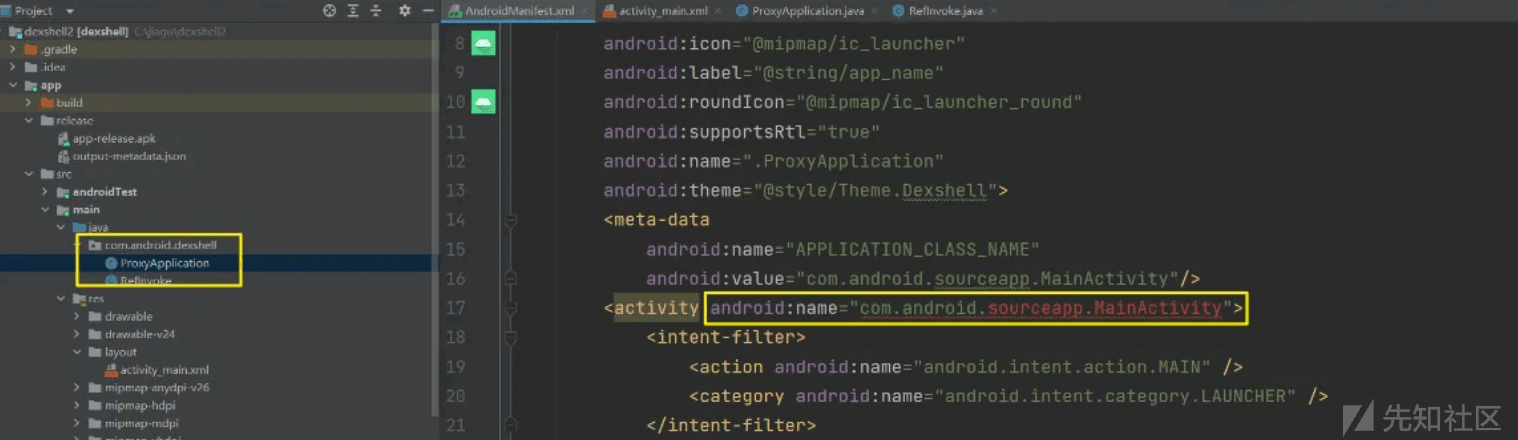 Project
dexshell2 [dexshell] C:\jiagu\dexshell2
.gradle
.idea
app
build
release
app-release.apk
output-metadata.json
src
androidTest
main
java
com.android.dexshell
ProxyApplication
RefInvoke
res
drawable
drawable-v24
layout
activity_main.xml
mipmap-anydpi-v26
mipmap-hdpi
mipmap-mdpi
mipmap-xhdpi
AndroidManifest.xml
activity_main.xml
ProxyApplication.java
RefInvoke.java
8 android:icon="@mipmap/ic_launcher"
9 android:label="@string/app_name"
10 android:roundIcon="@mipmap/ic_launcher_round"
11 android:supportsRtl="true"
12 android:name=".ProxyApplication"
13 android:theme="@style/Theme.Dexshell">
14 <meta-data
15 android:name="APPLICATION_CLASS_NAME"
16 android:value="com.android.sourceapp.MainActivity"/>
17 <activity android:name="com.android.sourceapp.MainActivity">
18 <intent-filter>
19 <action android:name="android.intent.action.MAIN" />
20 <category android:name="android.intent.category.LAUNCHER" />
21 </intent-filter>
先知社区